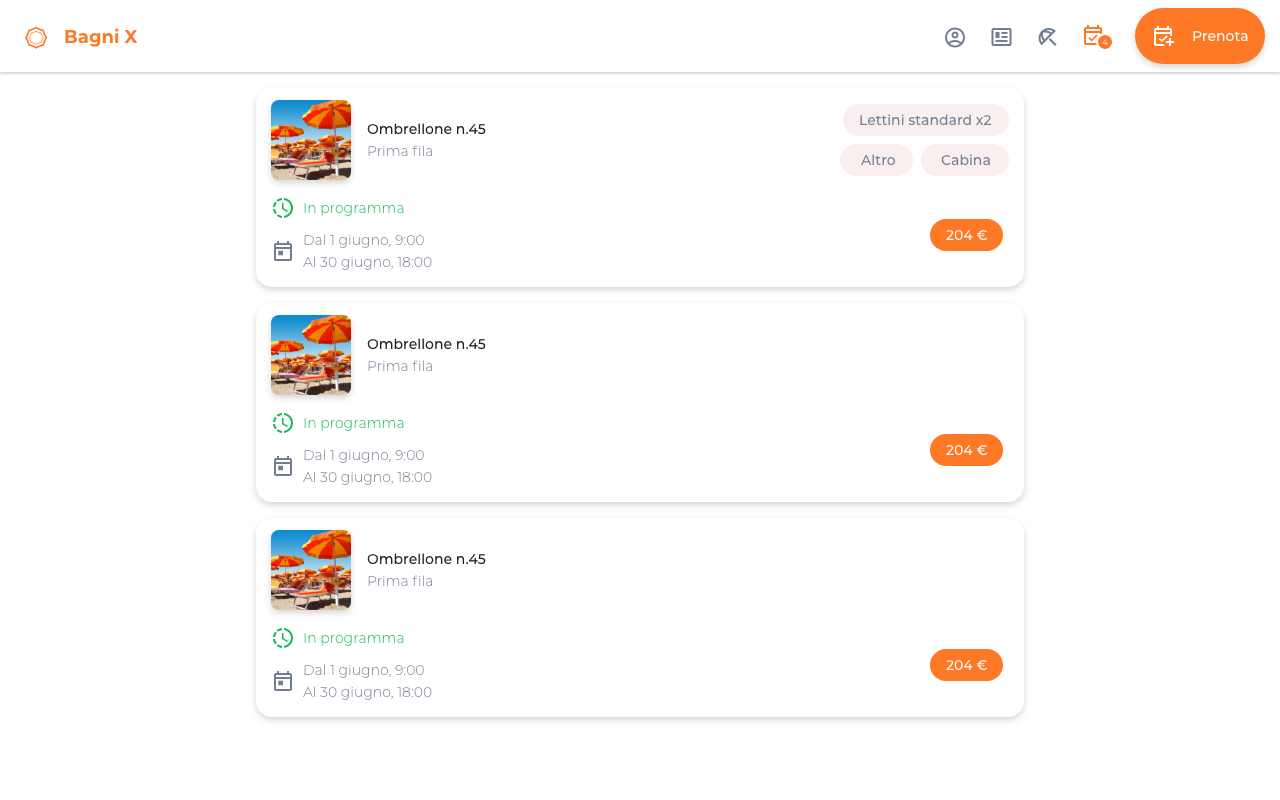 Bagni X
4
Prenota
Ombrellone n.45
Prima fila
Lettini standard x2
Altro
Cabina
In programma
Dal 1 giugno, 9:00
Al 30 giugno, 18:00
204 €
Ombrellone n.45
Prima fila
In programma
Dal 1 giugno, 9:00
Al 30 giugno, 18:00
204 €
Ombrellone n.45
Prima fila
In programma
Dal 1 giugno, 9:00
Al 30 giugno, 18:00
204 €